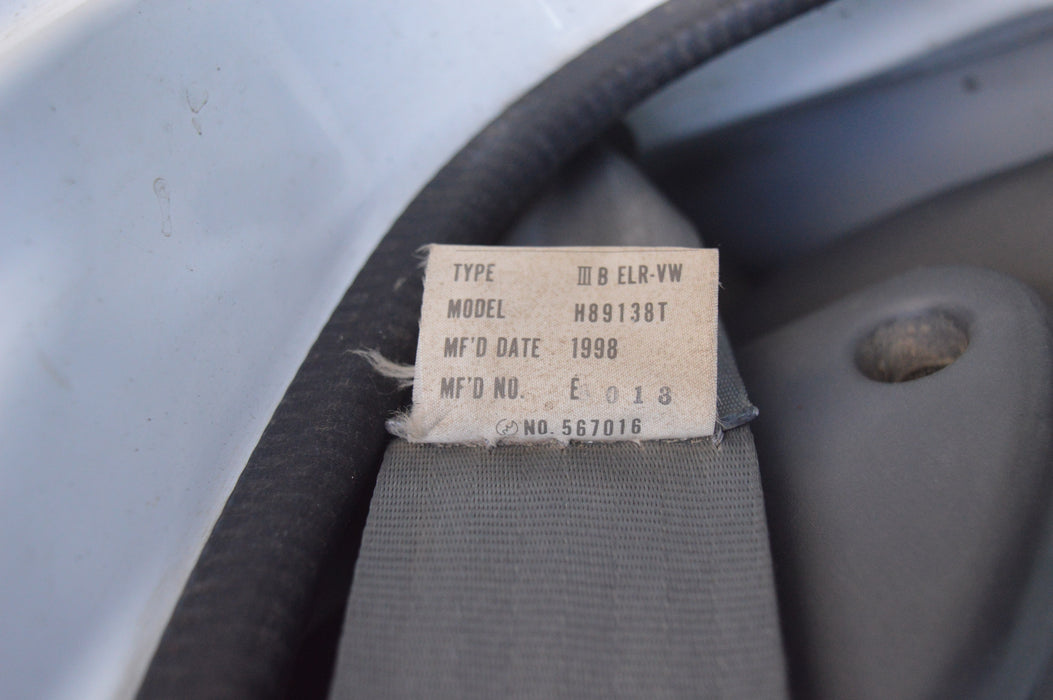 TYPE III B ELR-VW
MODEL H89138T
MF'D DATE 1998
MF'D NO. E 013
NO. 567016